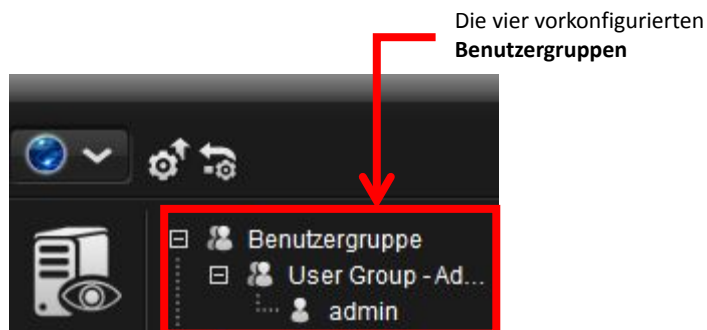 Die vier vorkonfigurierten
Benutzergruppen
Benutzergruppe
User Group - Ad...
admin